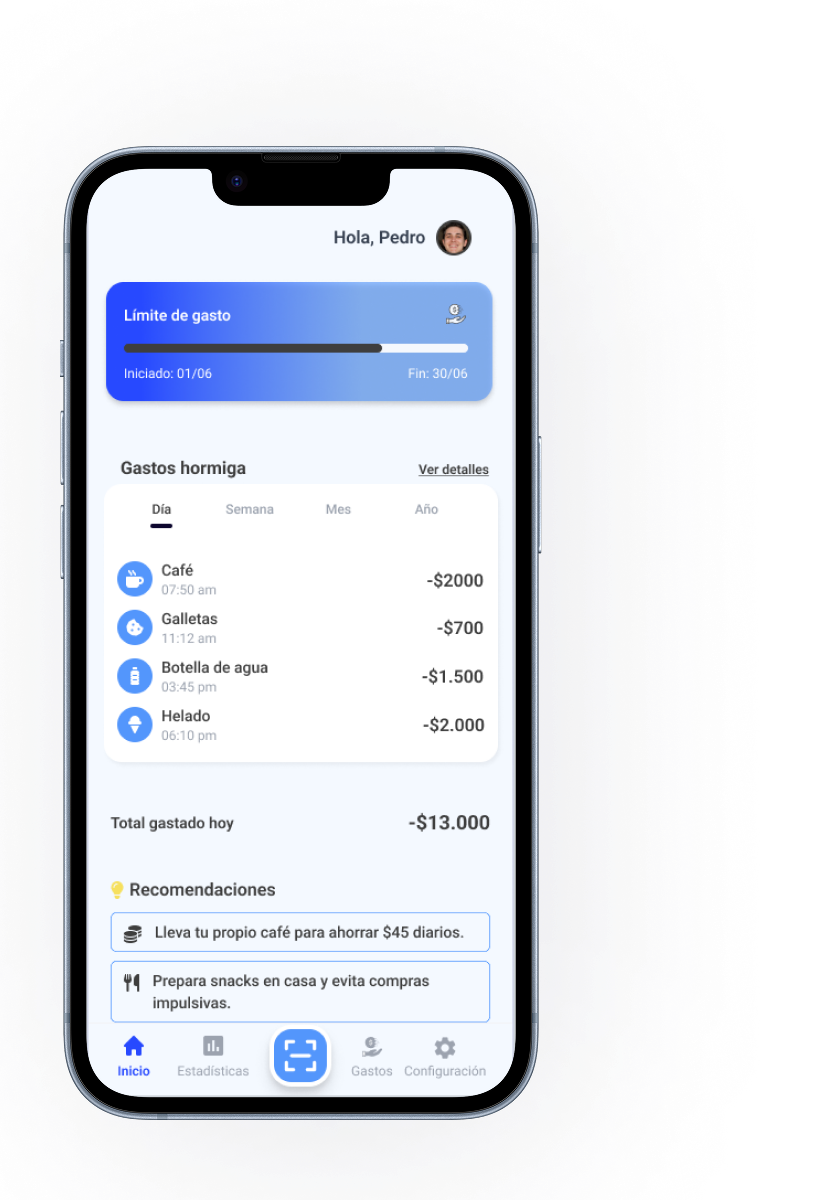 Hola, Pedro
Límite de gasto
Iniciado: 01/06 Fin: 30/06
Gastos hormiga Ver detalles
Día Semana Mes Año
Café
07:50 am
-$2000
Galletas
11:12 am
-$700
Botella de agua
03:45 pm
-$1.500
Helado
06:10 pm
-$2.000
Total gastado hoy -$13.000
Recomendaciones
Lleva tu propio café para ahorrar $45 diarios.
Prepara snacks en casa y evita compras
impulsivas.
Inicio Estadísticas Gastos Configuración